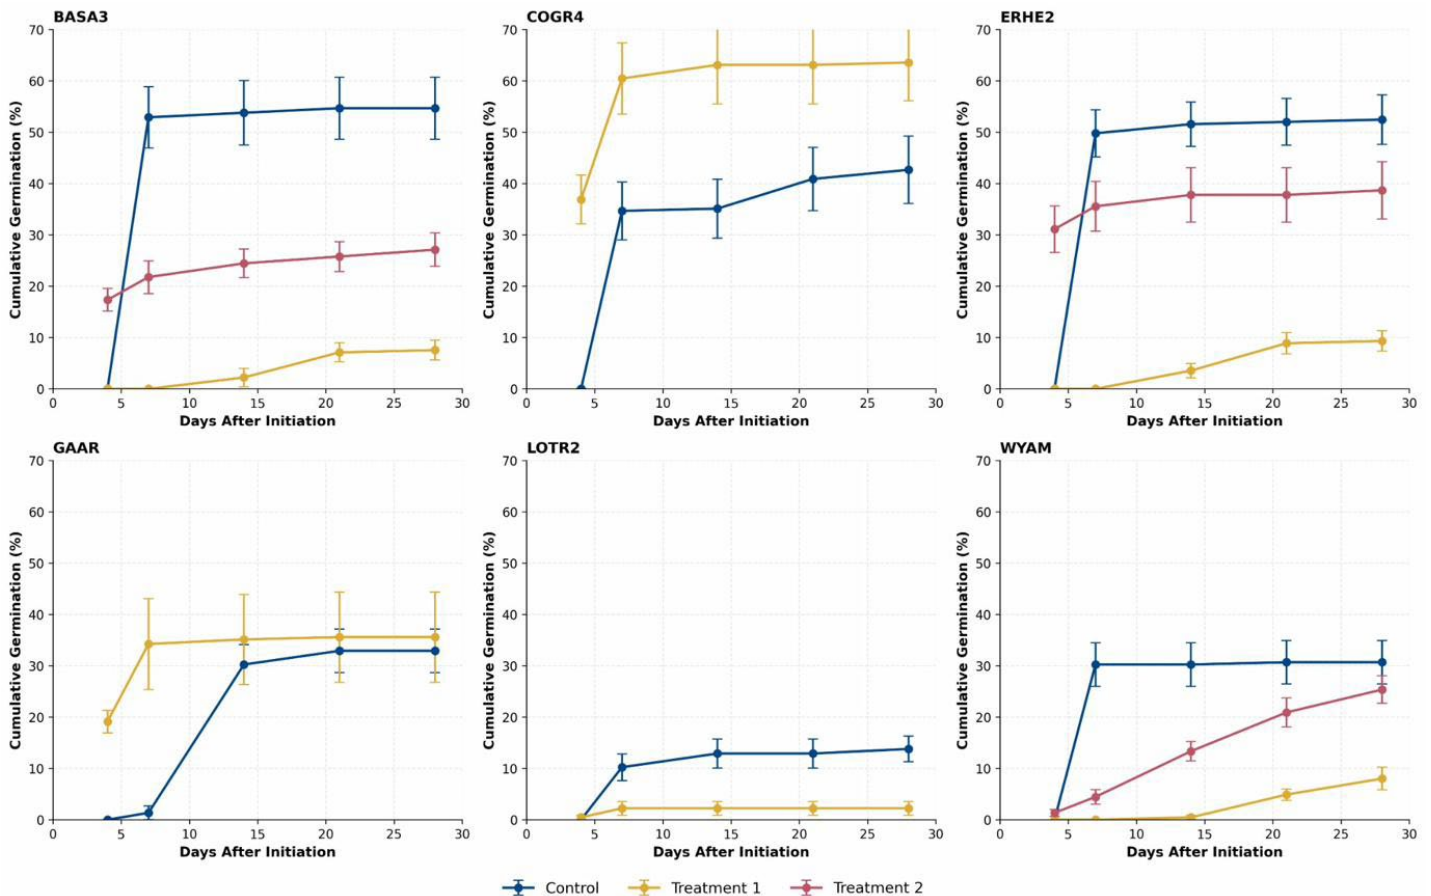 BASA3 COGR4 ERHE2
70 70 70
60 60 60
50 50 50
40 40 40
30 30 30
20 20 20
10 10 10
0 0 0
Cumulative Germination (%) Cumulative Germination (%) Cumulative Germination (%)
0 5 10 15 20 25 30 0 5 10 15 20 25 30 0 5 10 15 20 25 30
Days After Initiation Days After Initiation Days After Initiation
GAAR LOTR2 WYAM
70 70 70
60 60 60
50 50 50
40 40 40
30 30 30
20 20 20
10 10 10
0 0 0
Cumulative Germination (%) Cumulative Germination (%) Cumulative Germination (%)
0 5 10 15 20 25 30 0 5 10 15 20 25 30 0 5 10 15 20 25 30
Days After Initiation Days After Initiation Days After Initiation
Control Treatment 1 Treatment 2